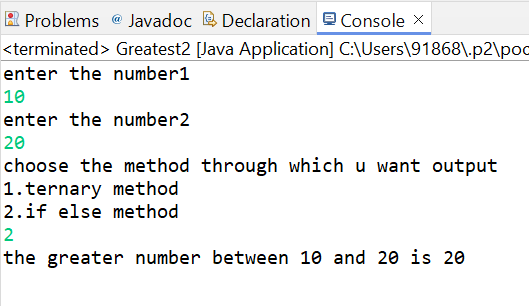 Problems @ Javadoc Declaration Console ×
<terminated> Greatest2 [Java Application] C:\Users\91868\.p2\poo
enter the number1
10
enter the number2
20
choose the method through which u want output
1.ternary method
2.if else method
2
the greater number between 10 and 20 is 20